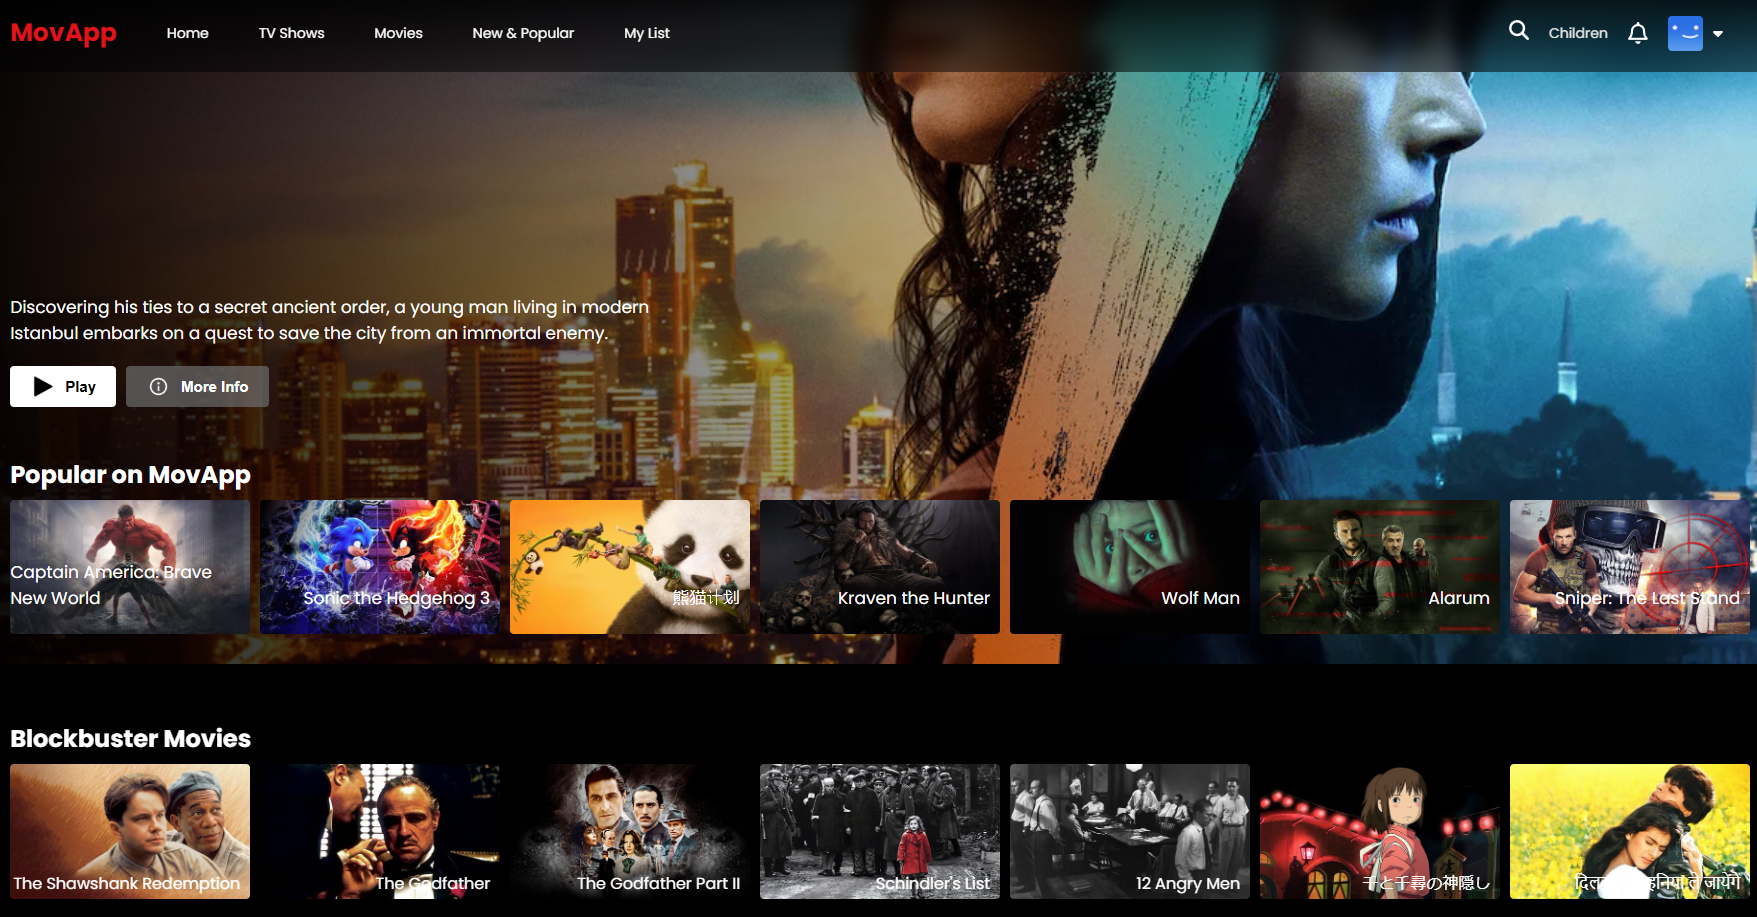 MovApp
Home
TV Shows
Movies
New & Popular
My List
Children
Discovering his ties to a secret ancient order, a young man living in modern
Istanbul embarks on a quest to save the city from an immortal enemy.
Play
More Info
Popular on MovApp
Captain America: Brave
New World
Sonic the Hedgehog 3
熊猫计划
Kraven the Hunter
Wolf Man
Alarum
Sniper: The Last Stand
Blockbuster Movies
The Shawshank Redemption
The Godfather
The Godfather Part II
Schindler's List
12 Angry Men
千と千尋の神隠し
ले जायेंगे